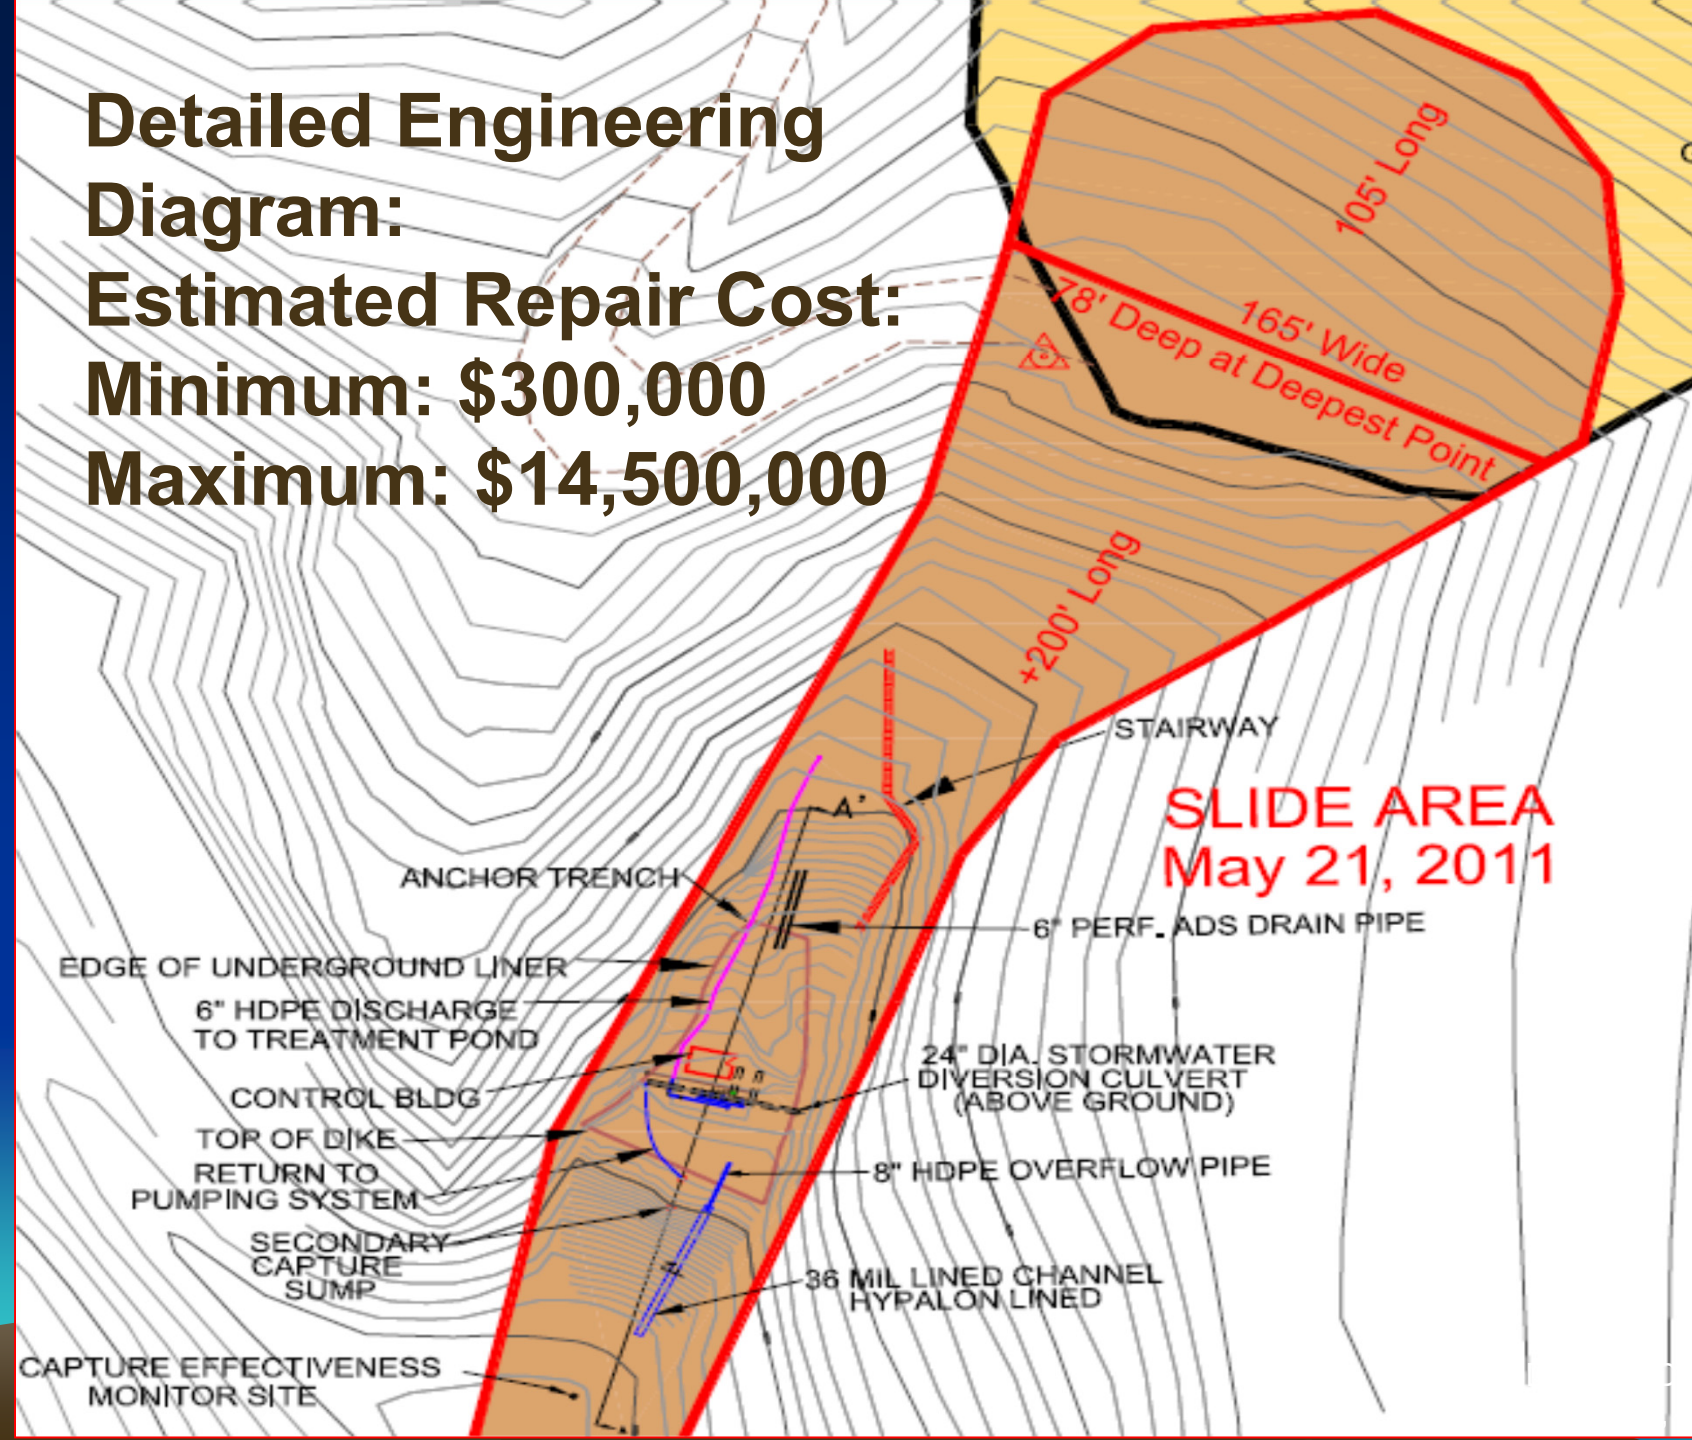 Detailed Engineering
Diagram:
Estimated Repair Cost:
Minimum: $300,000
Maximum: $14,500,000
105' Long
165' Wide
78' Deep at Deepest Point
+200' Long
STAIRWAY
SLIDE AREA
May 21, 2011
A'
ANCHOR TRENCH
6" PERF. ADS DRAIN PIPE
EDGE OF UNDERGROUND LINER
6" HDPE DISCHARGE
TO TREATMENT POND
24" DIA. STORMWATER
DIVERSION CULVERT
(ABOVE GROUND)
CONTROL BLDG
TOP OF DIKE
RETURN TO
PUMPING SYSTEM
8" HDPE OVERFLOW PIPE
SECONDARY
CAPTURE
SUMP
36 MIL LINED CHANNEL
HYPALON LINED
CAPTURE EFFECTIVENESS
MONITOR SITE